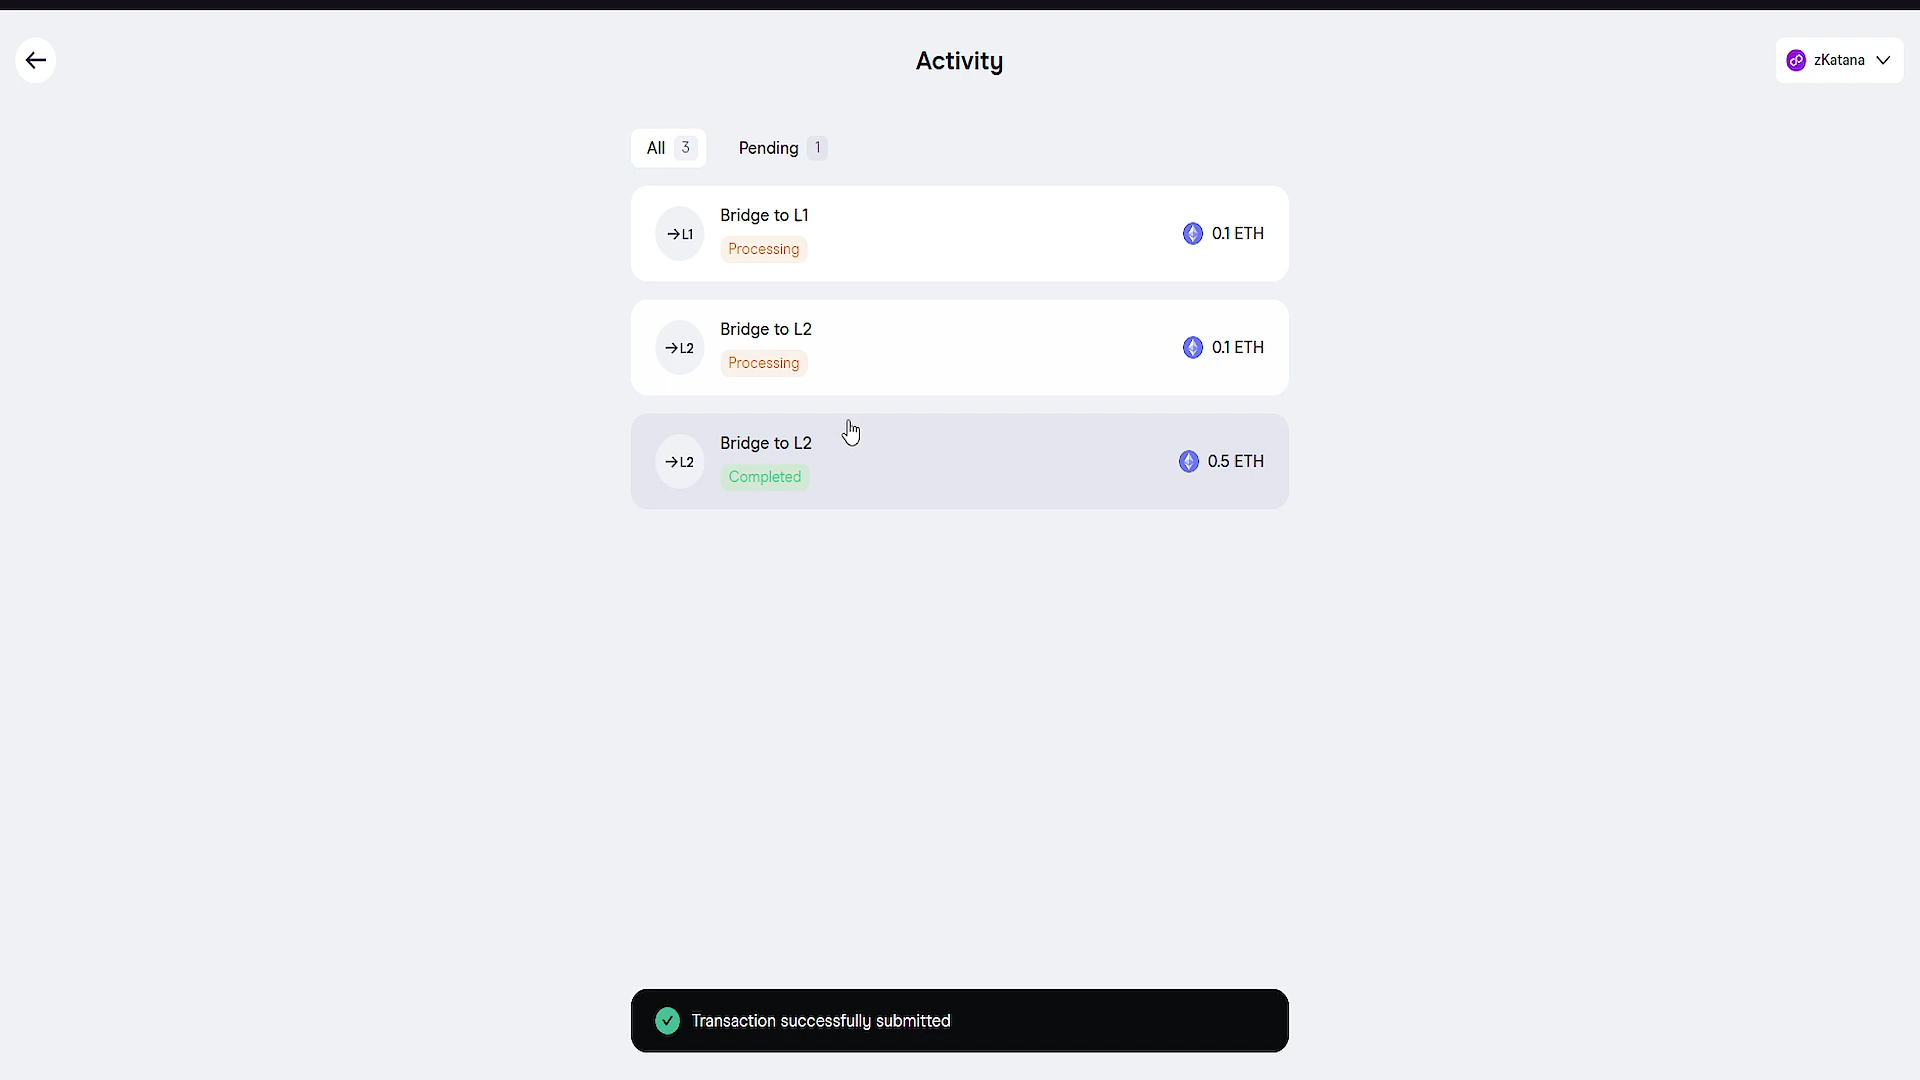 Activity
zKatana
All 3
Pending 1
→L1
Bridge to L1
Processing
0.1 ETH
→L2
Bridge to L2
Processing
0.1 ETH
→L2
Bridge to L2
Completed
0.5 ETH
Transaction successfully submitted